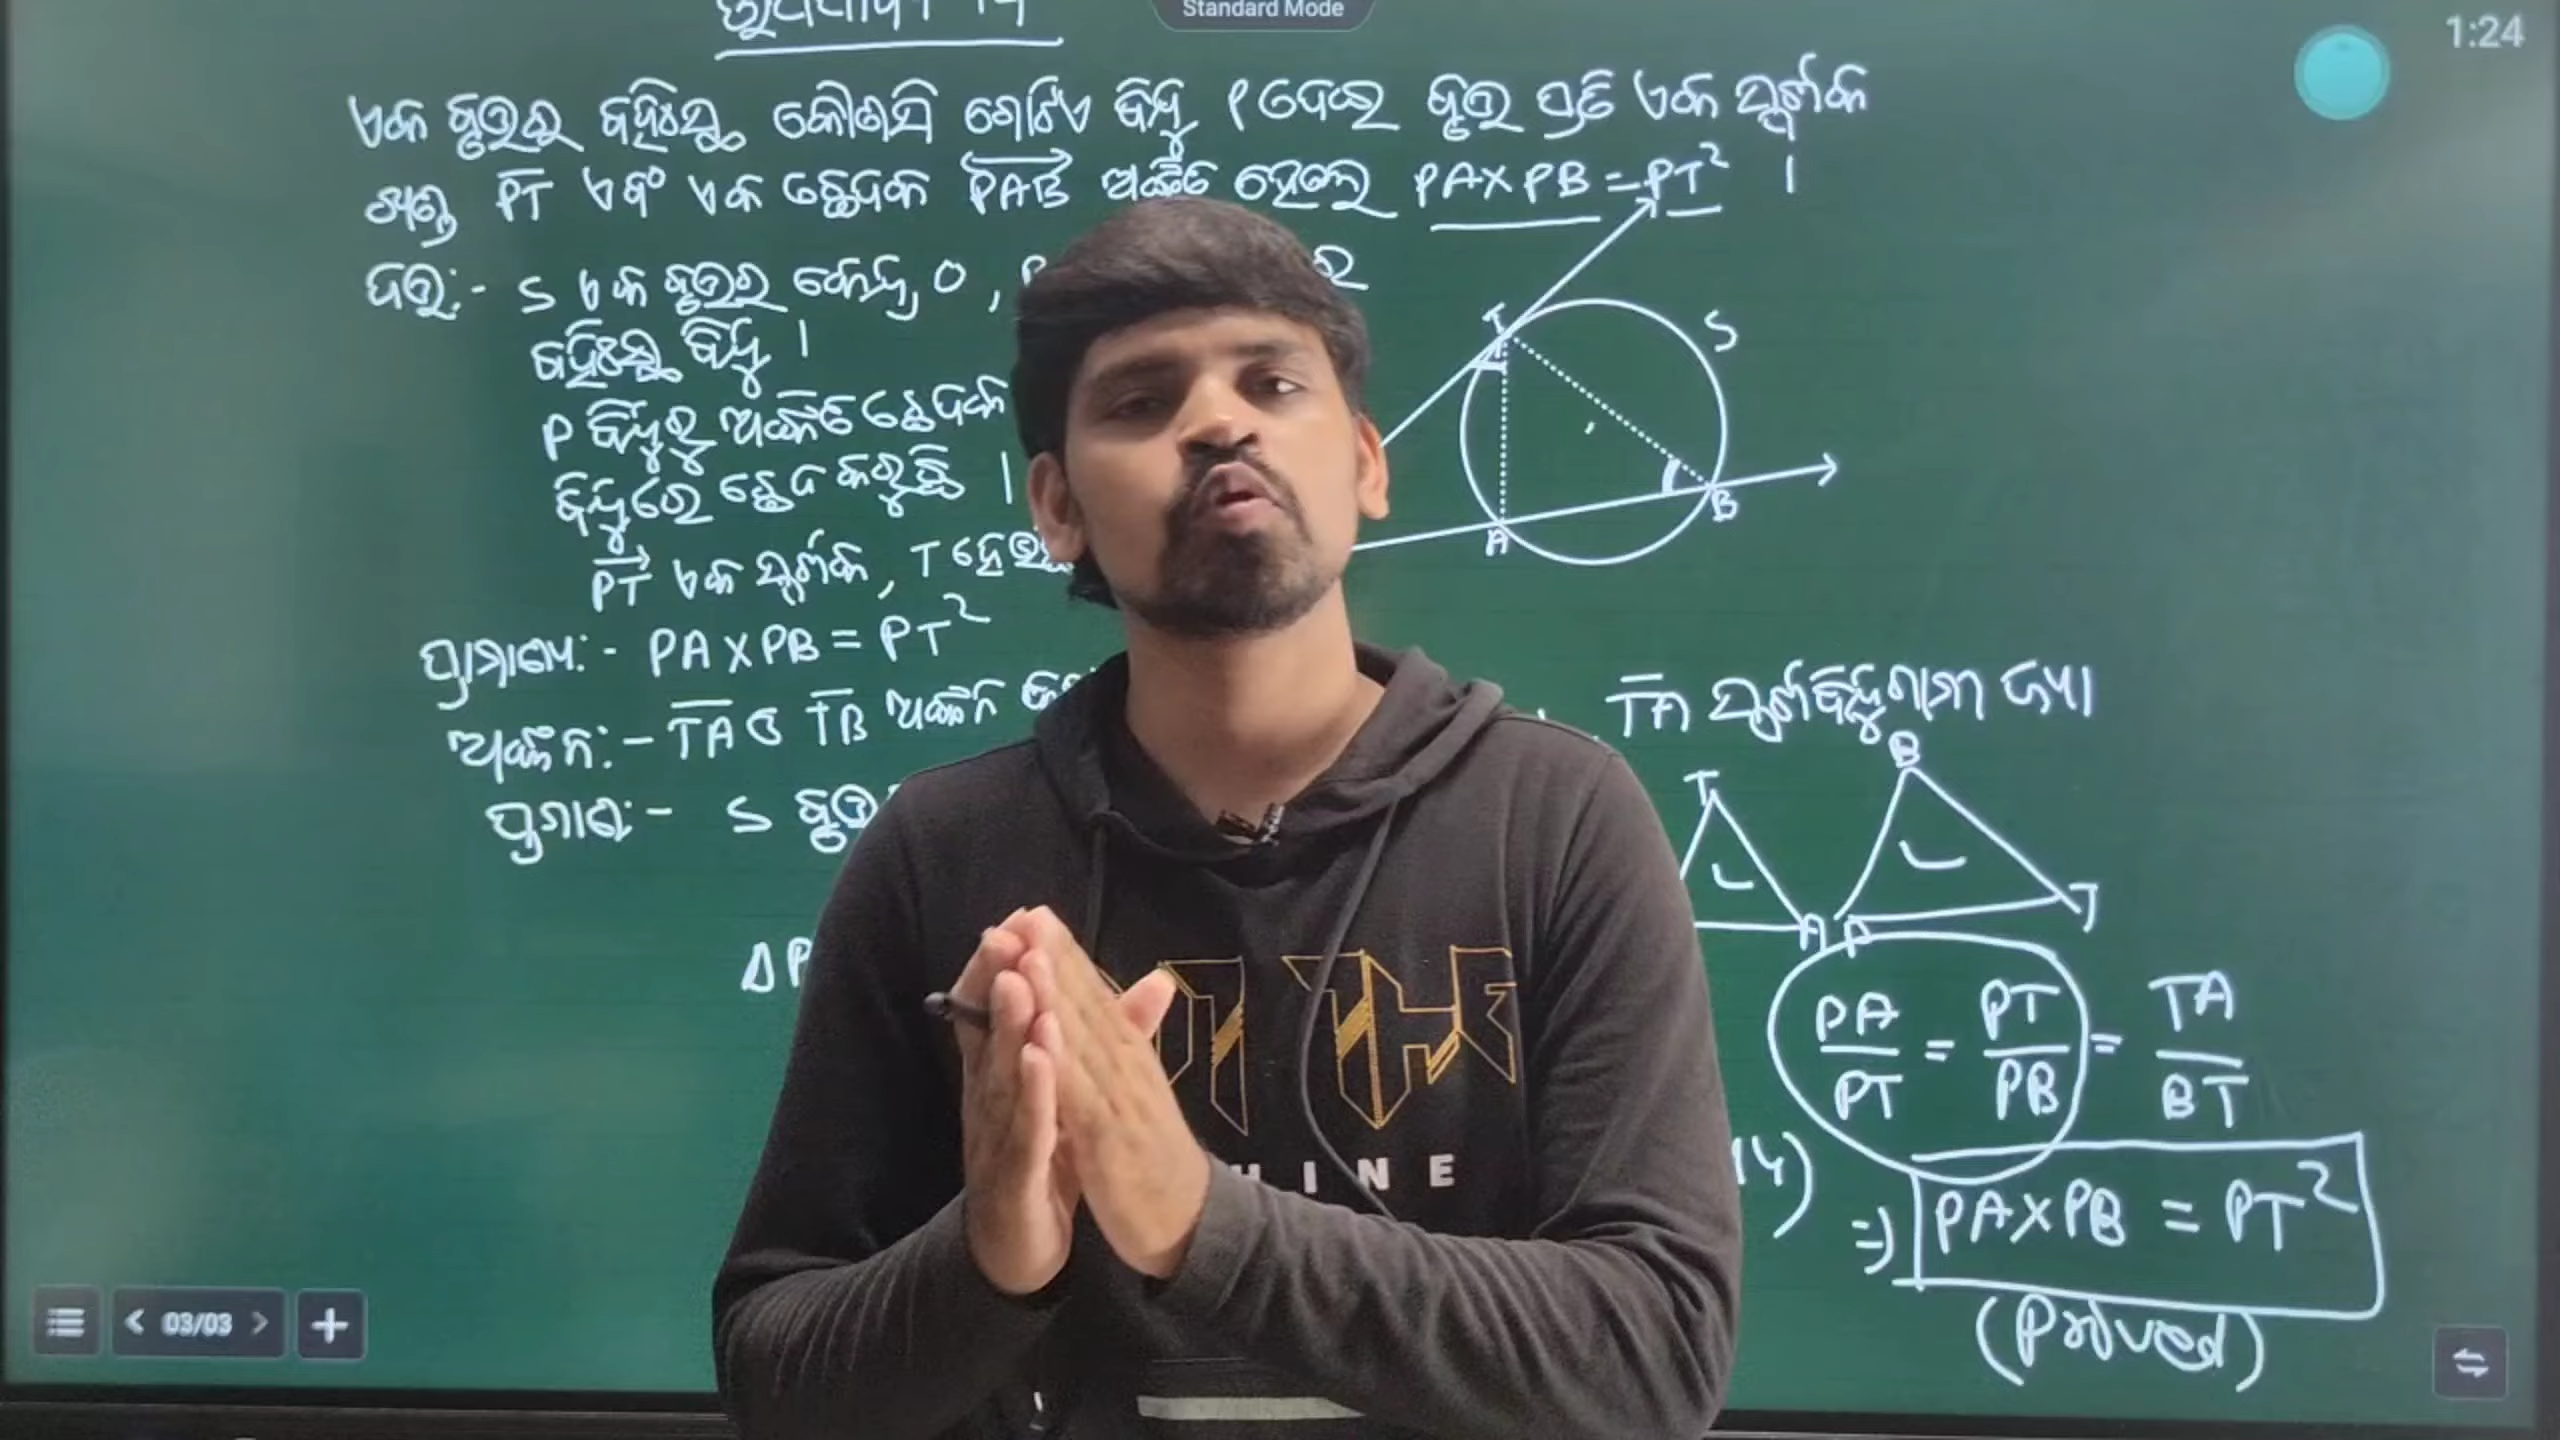 Standard Mode
1:24
ଏକ ବୃତ୍ତର ବହିଃସ୍ଥ କୌଣସି ଗୋଟିଏ ବିନ୍ଦୁ P ଦେଇ ବୃତ୍ତ ପ୍ରତି ଏକ ସ୍ପର୍ଶକ
ଖଣ୍ଡ PT ଏବଂ ଏକ ଛେଦକ PAB ଅଙ୍କିତ ହେଲେ PA×PB = PT² ।
ଦତ୍ତ:- S ଏକ ବୃତ୍ତର କେନ୍ଦ୍ର O,
ବହିଃସ୍ଥ ବିନ୍ଦୁ ।
P ବିନ୍ଦୁରୁ ଅଙ୍କିତ ଛେଦକ
ବିନ୍ଦୁରେ ଛେଦ କରୁଛି ।
PT ଏକ ସ୍ପର୍ଶକ, T
T
S
A
B
ପ୍ରାମାଣ୍ୟ:- PA×PB = PT²
ଅଙ୍କନ:- TA ଓ TB ଅଙ୍କନ
ପ୍ରମାଣ:- S
TA ସ୍ପର୍ଶବିନ୍ଦୁଗାମୀ ଜ୍ୟା
T
A
B
P
T
Δ P
PA/PT = PT/PB = TA/BT
⇒ PA×PB = PT²
(Proved)
THE
HINE
03/03